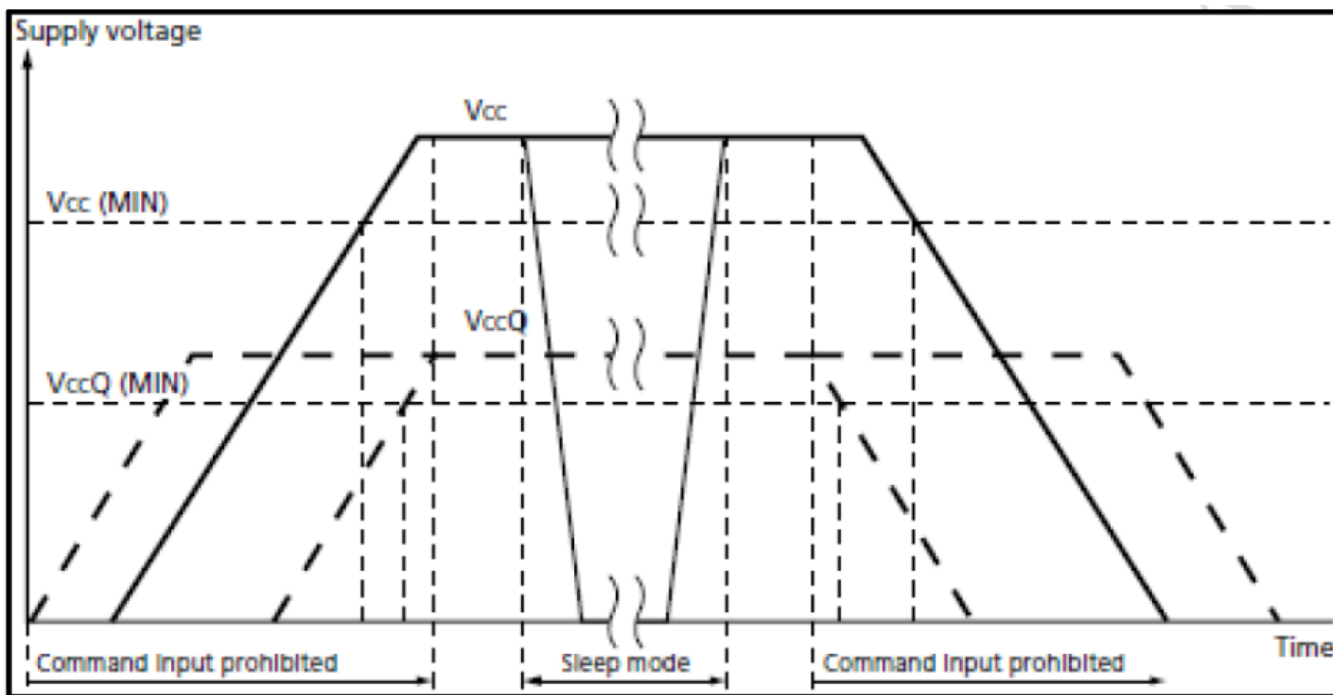 Supply voltage
Vcc
Vcc (MIN)
VccQ
VccQ (MIN)
Time
Command input prohibited
Sleep mode
Command input prohibited